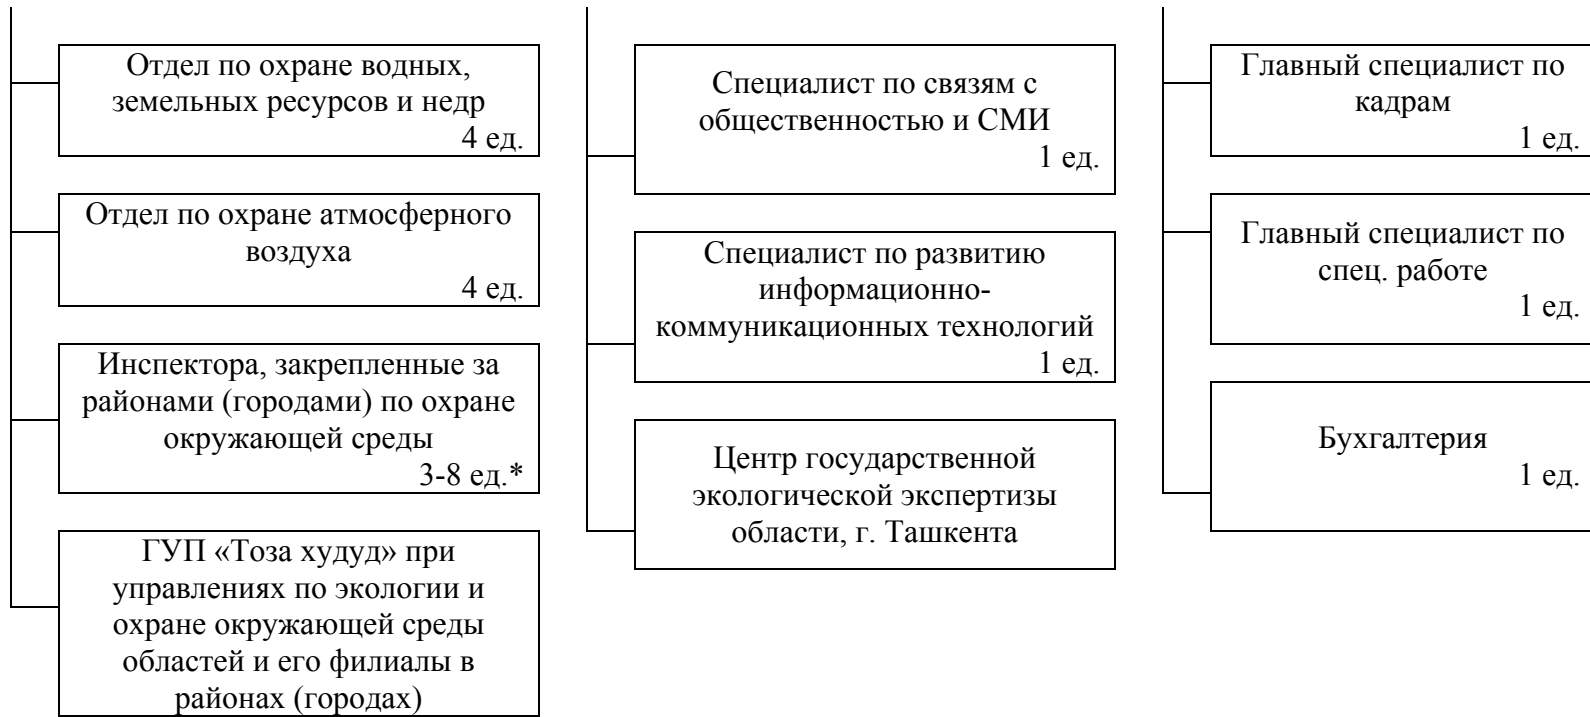 Отдел по охране водных,
земельных ресурсов и недр
4 ед.
Отдел по охране атмосферного
воздуха
4 ед.
Инспектора, закрепленные за
районами (городами) по охране
окружающей среды
3-8 ед.*
ГУП «Тоза худуд» при
управлениях по экологии и
охране окружающей среды
областей и его филиалы в
районах (городах)
Специалист по связям с
общественностью и СМИ
1 ед.
Специалист по развитию
информационно-
коммуникационных технологий
1 ед.
Центр государственной
экологической экспертизы
области, г. Ташкента
Главный специалист по
кадрам
1 ед.
Главный специалист по
спец. работе
1 ед.
Бухгалтерия
1 ед.